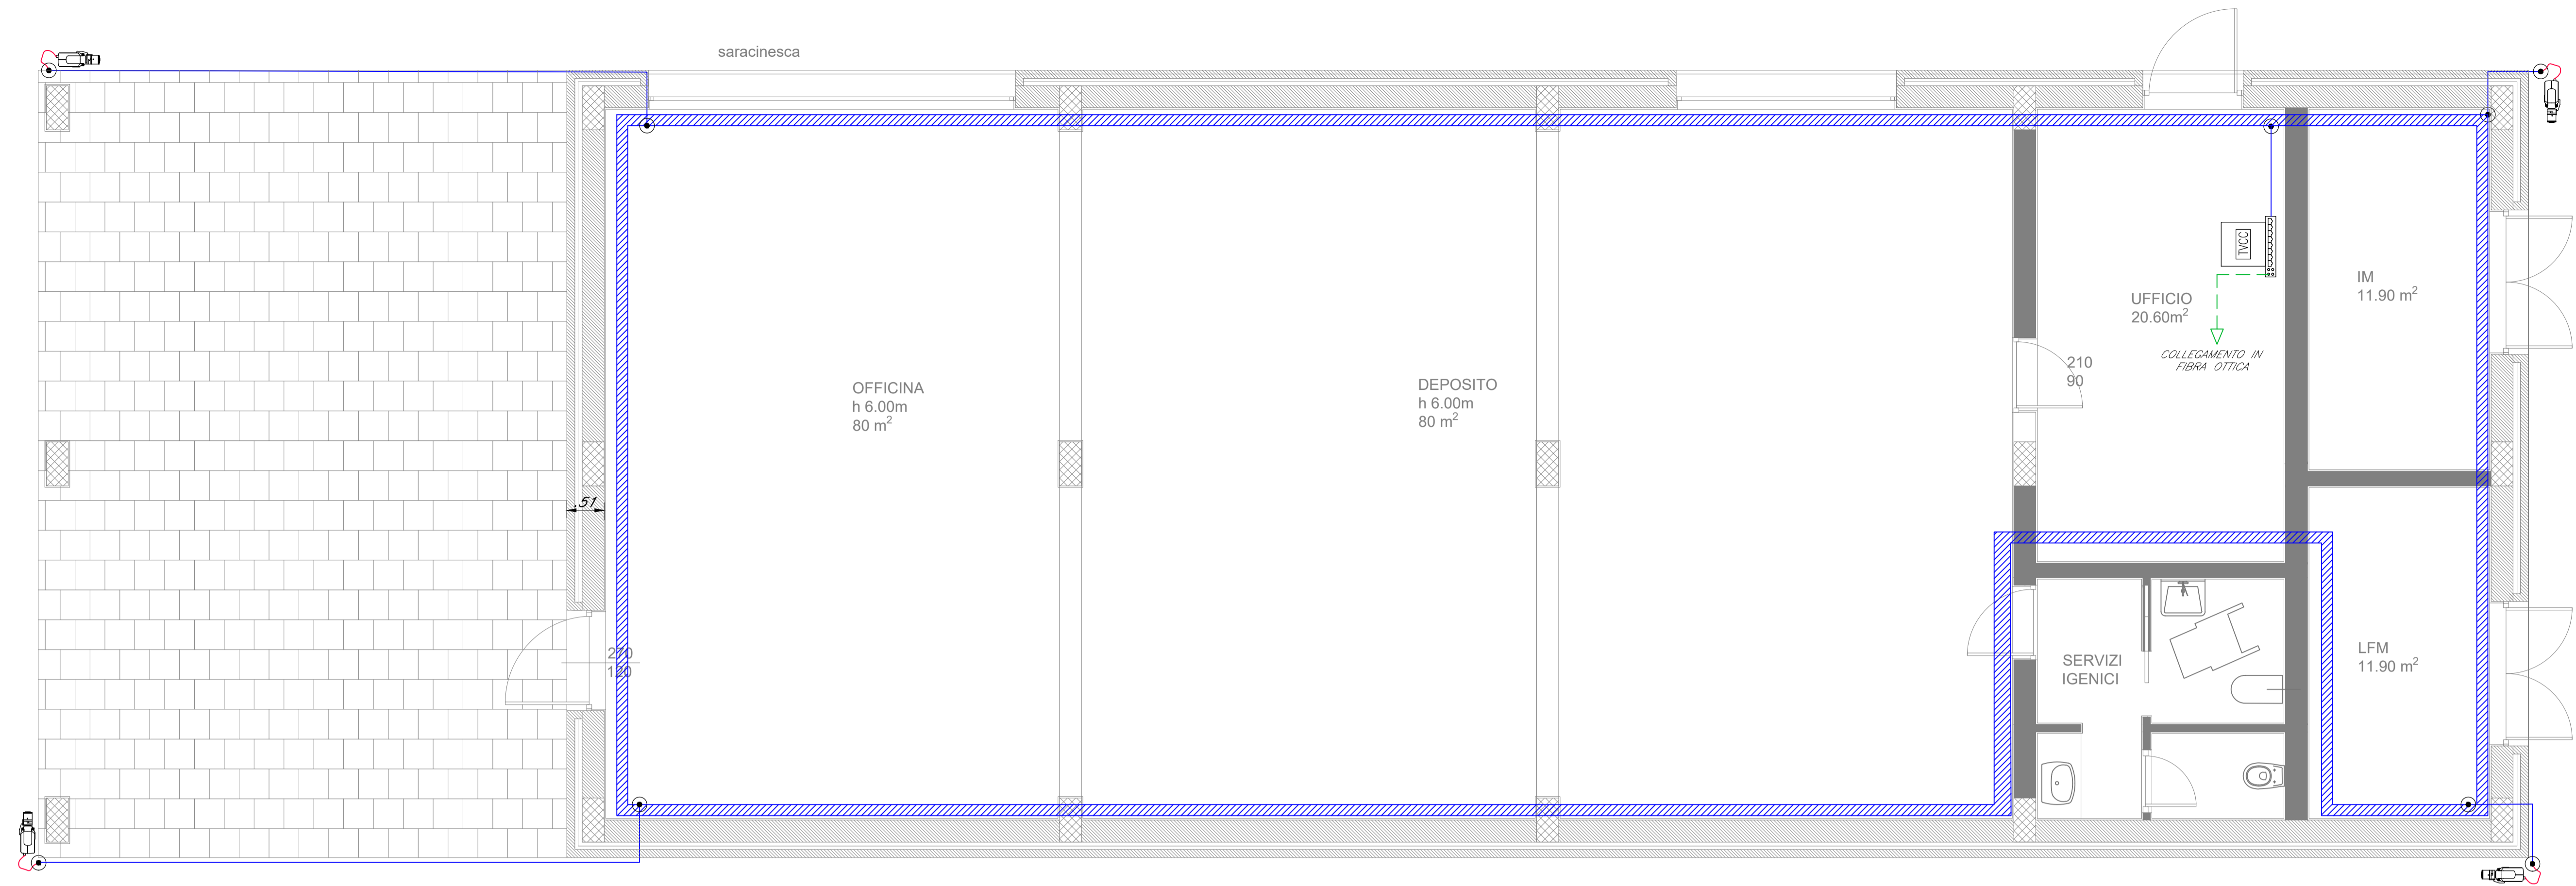 saracinesca
TVCC
IM
11.90 m²
UFFICIO
20.60m²
COLLEGAMENTO IN
FIBRA OTTICA
210
90
OFFICINA
h 6.00m
80 m²
DEPOSITO
h 6.00m
80 m²
.51
270
120
SERVIZI
IGENICI
LFM
11.90 m²